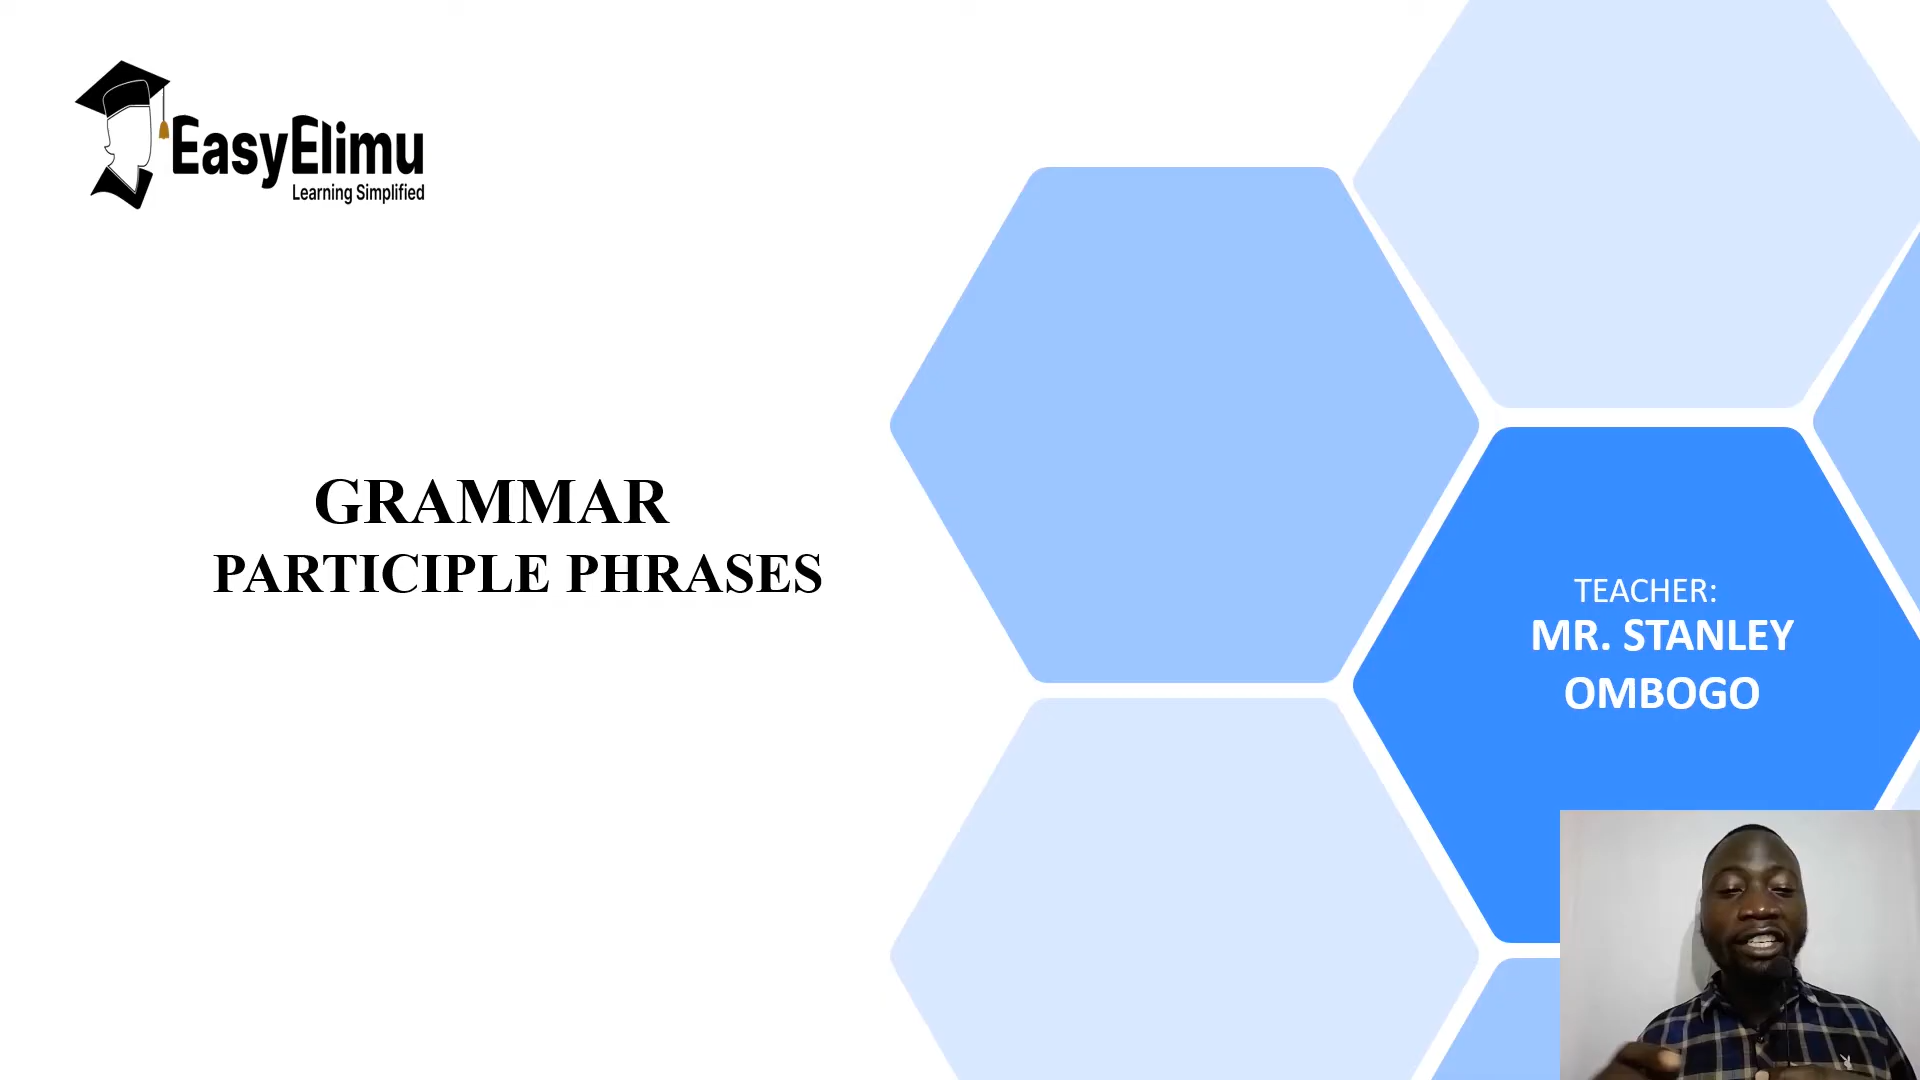 EasyElimu
Learning Simplified
GRAMMAR
PARTICIPLE PHRASES
TEACHER:
MR. STANLEY
OMBOGO